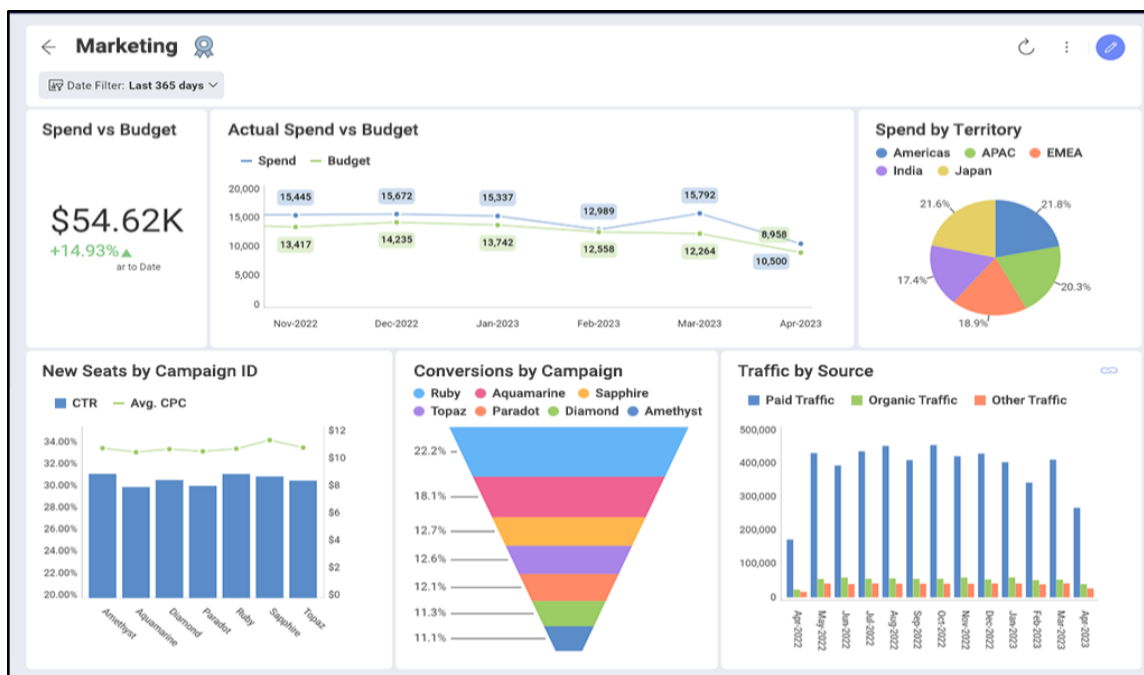 Marketing
Date Filter: Last 365 days
Spend vs Budget
$54.62K
+14.93%
ar to Date
Actual Spend vs Budget
Spend Budget
20,000
15,000
10,000
5,000
0
15,445 15,672 15,337 12,989 15,792 8,958
13,417 14,235 13,742 12,558 12,264 10,500
Nov-2022 Dec-2022 Jan-2023 Feb-2023 Mar-2023 Apr-2023
Spend by Territory
Americas APAC EMEA
India Japan
21.6% 21.8%
17.4% 20.3%
18.9%
New Seats by Campaign ID
CTR Avg. CPC
34.00%
32.00%
30.00%
28.00%
26.00%
24.00%
22.00%
20.00%
$12
$10
$8
$6
$4
$2
$0
Amethyst Aquamarine Diamond Paradot Ruby Sapphire Topaz
Conversions by Campaign
Ruby Aquamarine Sapphire
Topaz Paradot Diamond Amethyst
22.2%
18.1%
12.7%
12.6%
12.1%
11.3%
11.1%
Traffic by Source
Paid Traffic Organic Traffic Other Traffic
500,000
400,000
300,000
200,000
100,000
0
Apr-2022 May-2022 Jun-2022 Jul-2022 Aug-2022 Sep-2022 Oct-2022 Nov-2022 Dec-2022 Jan-2023 Feb-2023 Mar-2023 Apr-2023